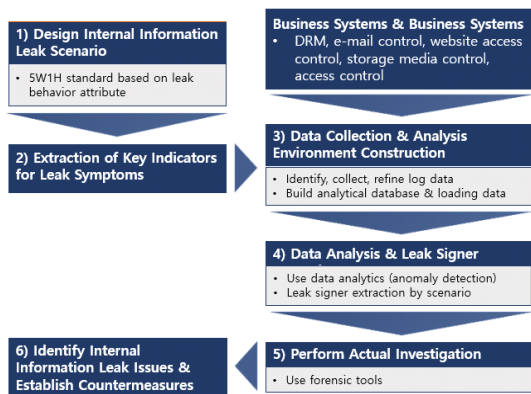 1) Design Internal Information
Leak Scenario
• 5W1H standard based on leak
behavior attribute
2) Extraction of Key Indicators
for Leak Symptoms
Business Systems & Business Systems
• DRM, e-mail control, website access
control, storage media control,
access control
3) Data Collection & Analysis
Environment Construction
• Identify, collect, refine log data
• Build analytical database & loading data
4) Data Analysis & Leak Signer
• Use data analytics (anomaly detection)
• Leak signer extraction by scenario
5) Perform Actual Investigation
• Use forensic tools
6) Identify Internal
Information Leak Issues &
Establish Countermeasures